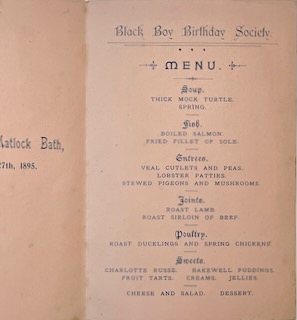 Matlock Bath,
27th, 1895.
Black Boy Birthday Society.
MENU.
Soup.
THICK MOCK TURTLE.
SPRING.
Fish.
BOILED SALMON.
FRIED FILLET OF SOLE.
Entrees.
VEAL CUTLETS AND PEAS.
LOBSTER PATTIES.
STEWED PIGEONS AND MUSHROOMS.
Joints.
ROAST LAMB.
ROAST SIRLOIN OF BEEF.
Poultry.
ROAST DUCKLINGS AND SPRING CHICKENS.
Sweets.
CHARLOTTE RUSSE. BAKEWELL PUDDINGS.
FRUIT TARTS. CREAMS. JELLIES.
CHEESE AND SALAD. DESSERT.